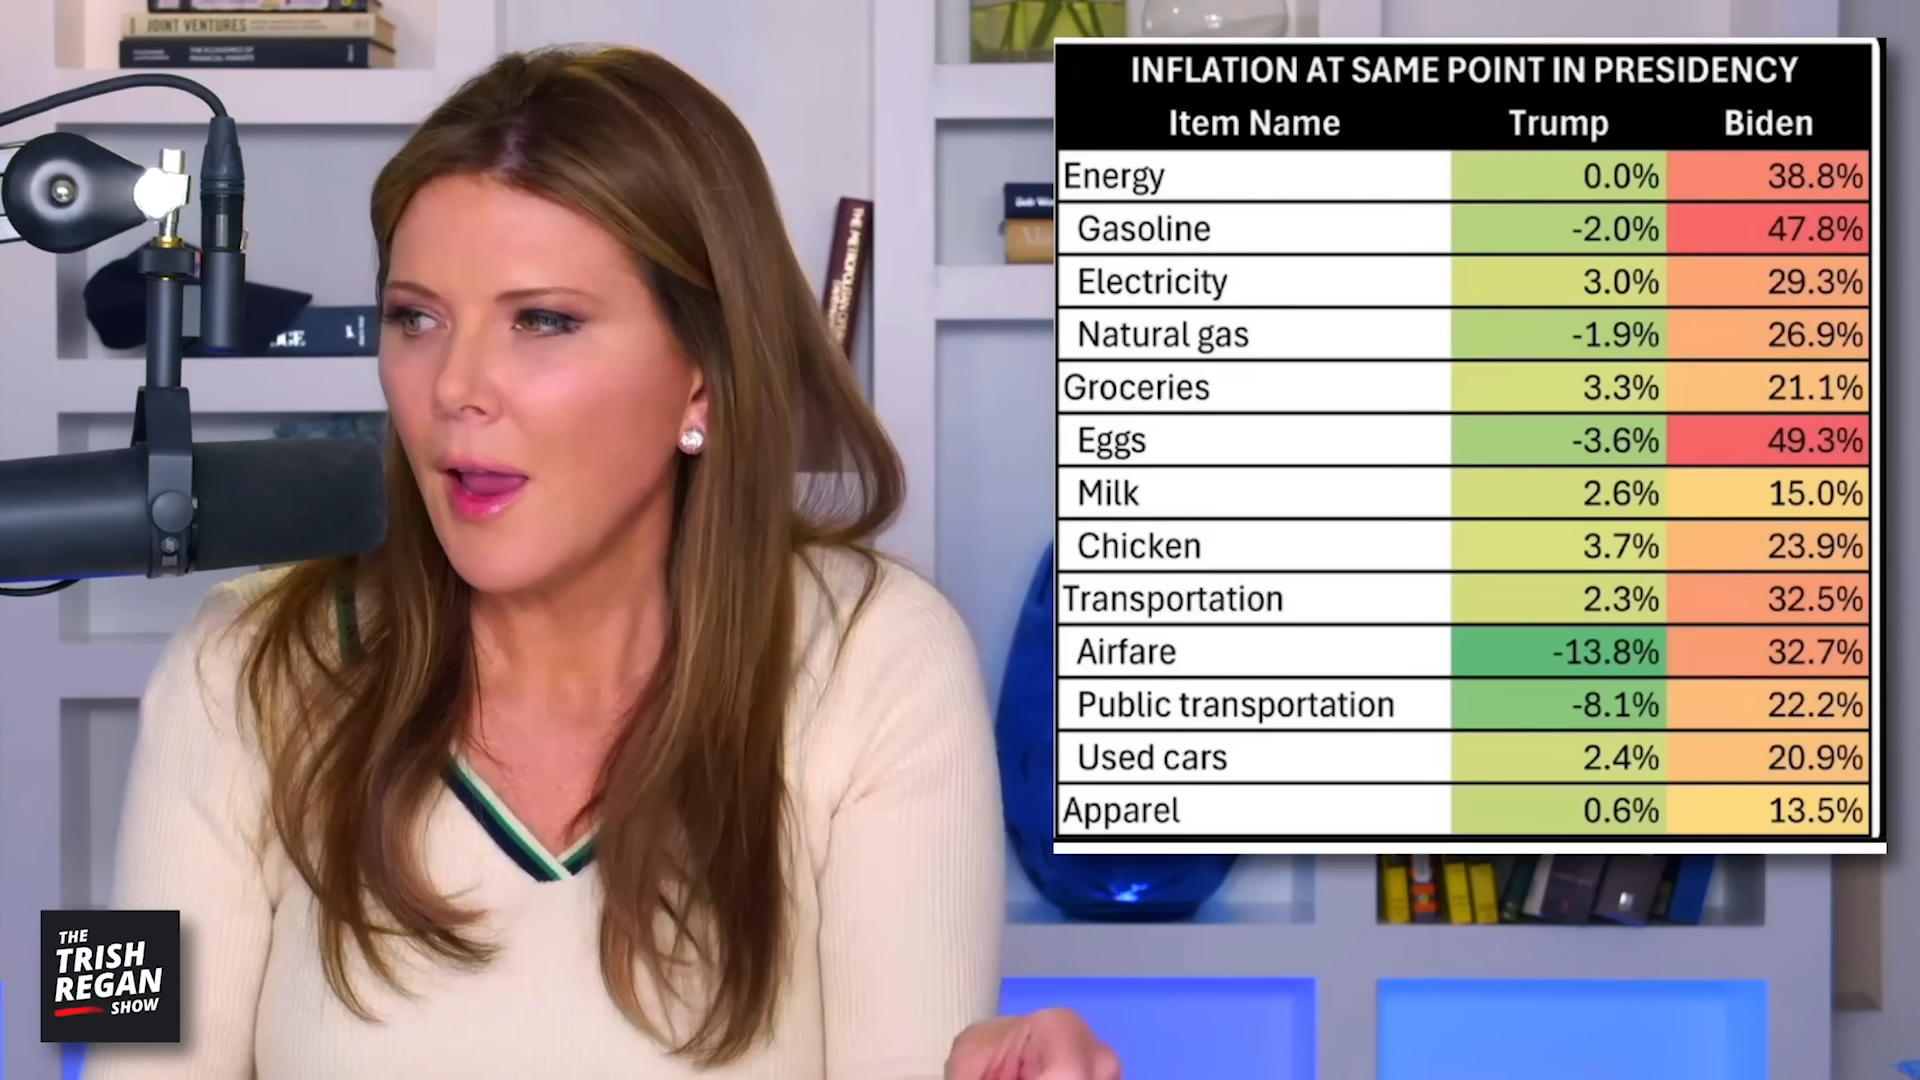 JOINT VENTURES
INFLATION AT SAME POINT IN PRESIDENCY
Item Name Trump Biden
Energy 0.0% 38.8%
Gasoline -2.0% 47.8%
Electricity 3.0% 29.3%
Natural gas -1.9% 26.9%
Groceries 3.3% 21.1%
Eggs -3.6% 49.3%
Milk 2.6% 15.0%
Chicken 3.7% 23.9%
Transportation 2.3% 32.5%
Airfare -13.8% 32.7%
Public transportation -8.1% 22.2%
Used cars 2.4% 20.9%
Apparel 0.6% 13.5%
THE
TRISH
REGAN
SHOW